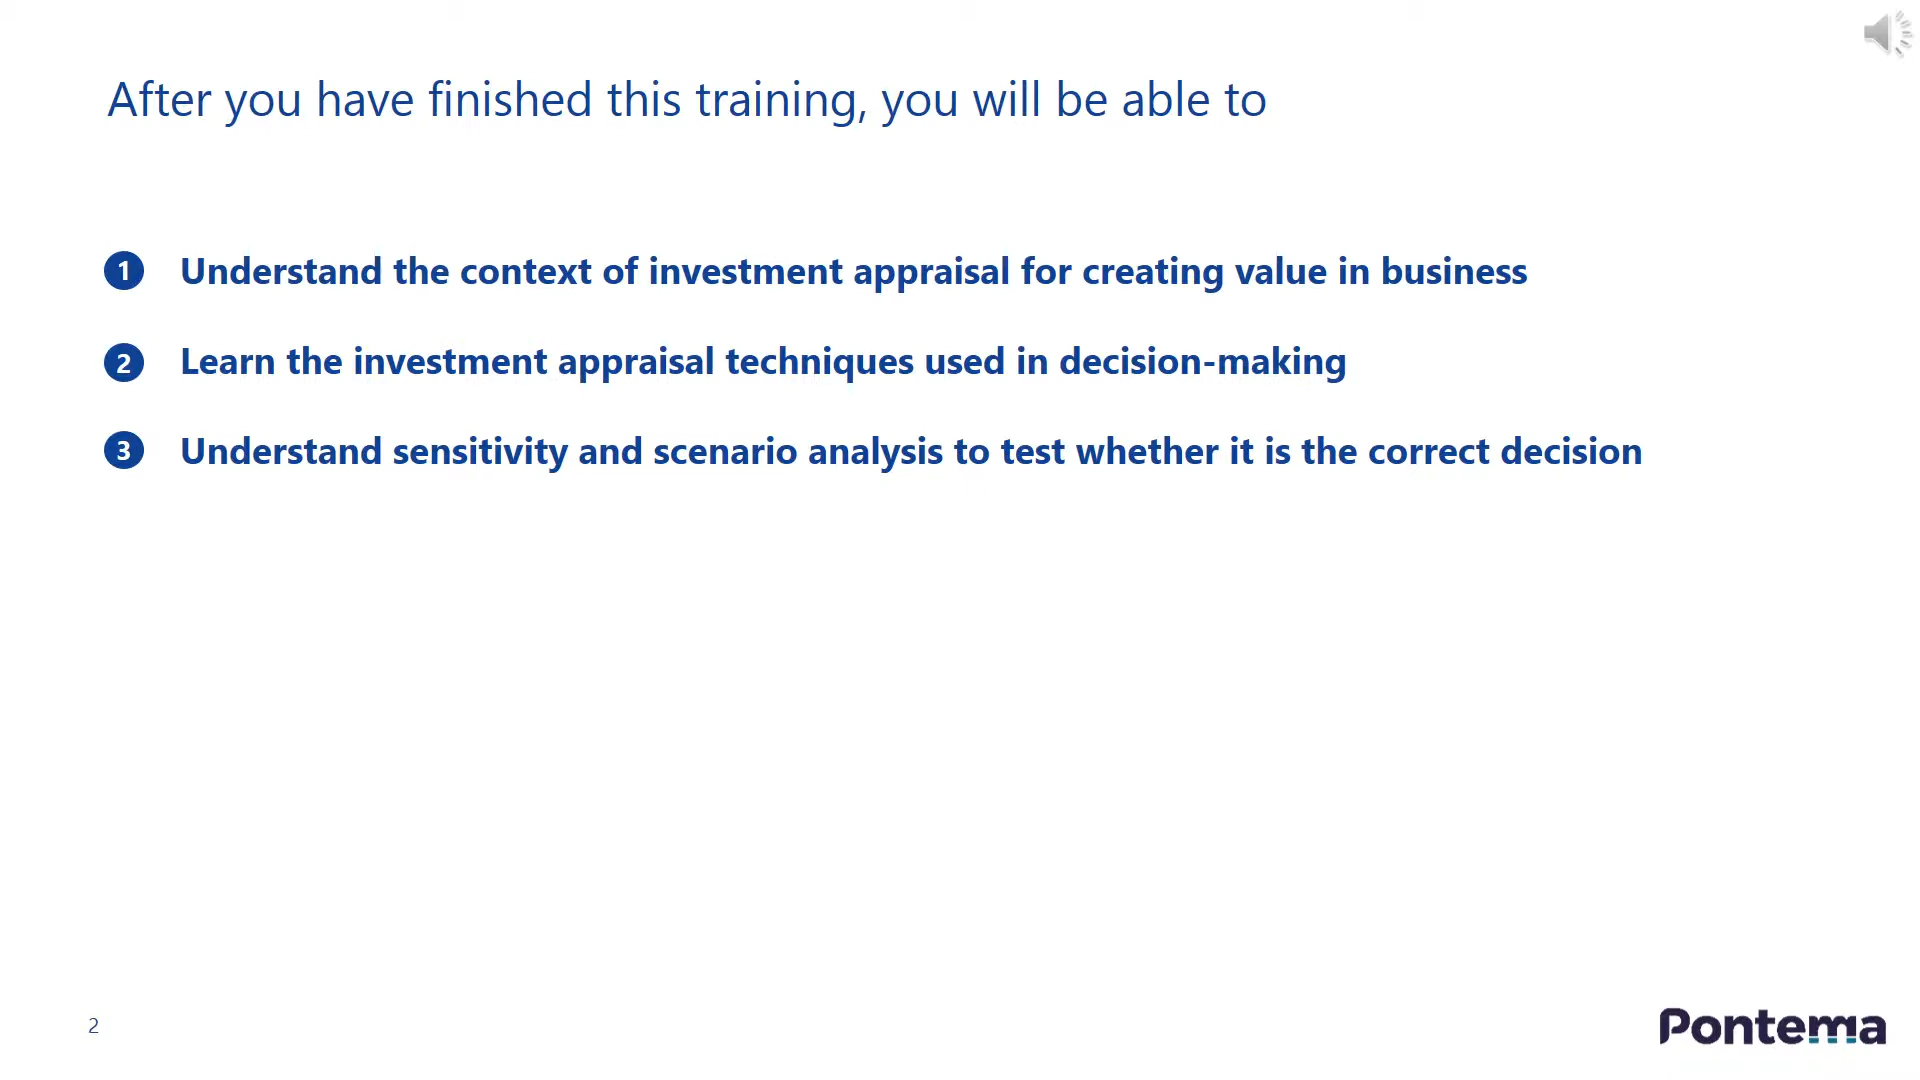 After you have finished this training, you will be able to
1 Understand the context of investment appraisal for creating value in business
2 Learn the investment appraisal techniques used in decision-making
3 Understand sensitivity and scenario analysis to test whether it is the correct decision
2
Pontema